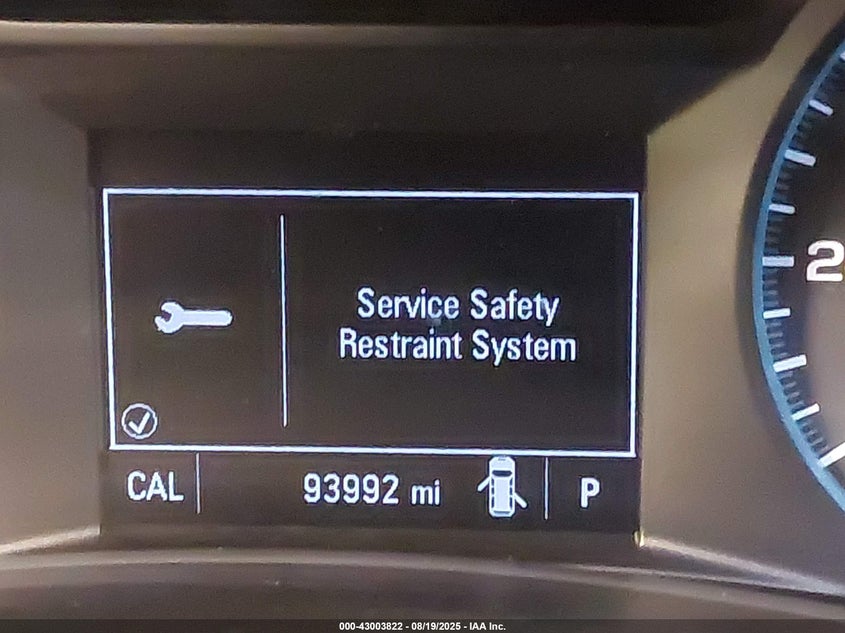 Service Safety
Restraint System
CAL 93992 mi P
2
000-43003822 - 08/19/2025 - IAA Inc.